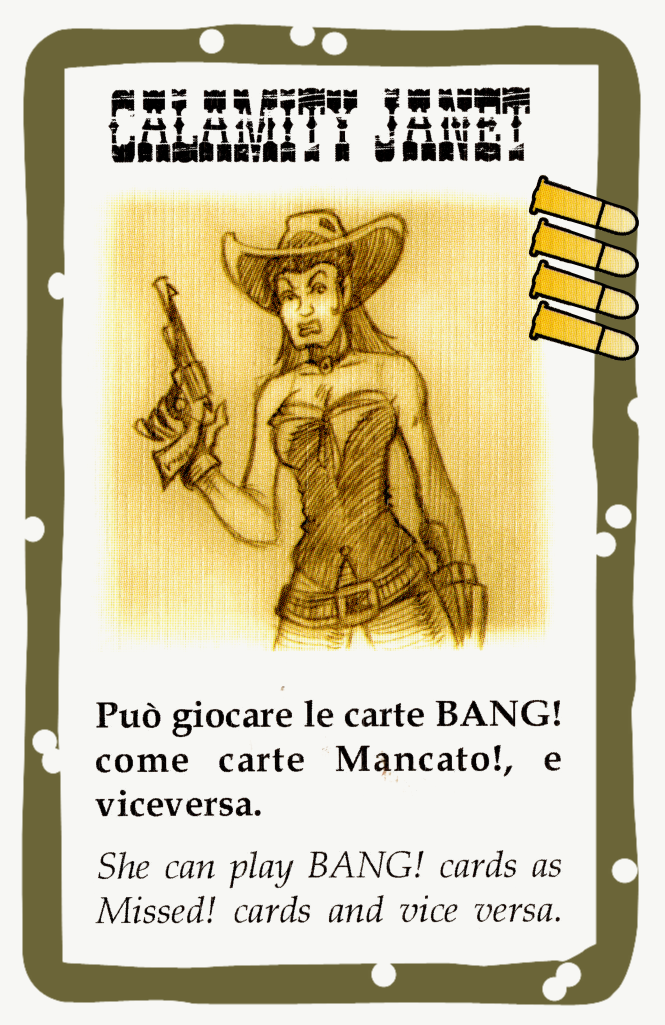 CALAMITY JANET
Può giocare le carte BANG!
come carte Mancato!, e
viceversa.
She can play BANG! cards as
Missed! cards and vice versa.